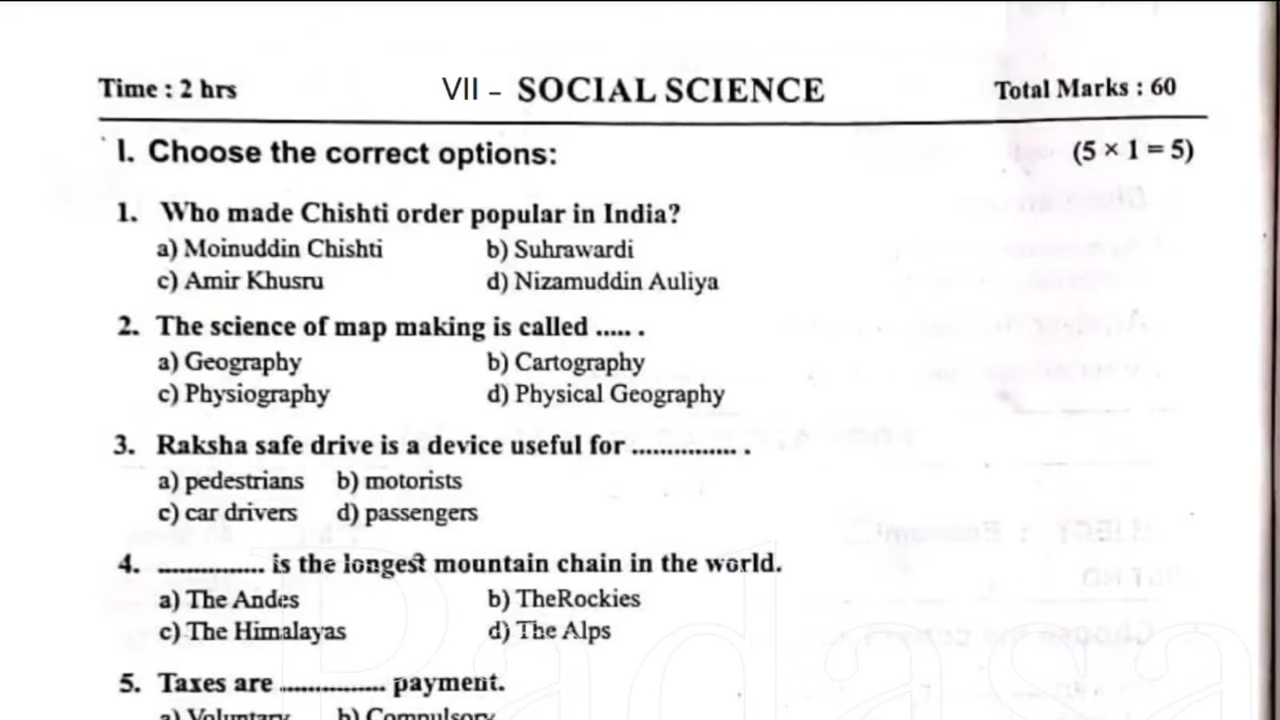 Time : 2 hrs VII - SOCIAL SCIENCE Total Marks : 60
I. Choose the correct options: (5 × 1 = 5)
1. Who made Chishti order popular in India?
a) Moinuddin Chishti b) Suhrawardi
c) Amir Khusru d) Nizamuddin Auliya
2. The science of map making is called ..... .
a) Geography b) Cartography
c) Physiography d) Physical Geography
3. Raksha safe drive is a device useful for ............... .
a) pedestrians b) motorists
c) car drivers d) passengers
4. ............... is the longest mountain chain in the world.
a) The Andes b) TheRockies
c) The Himalayas d) The Alps
5. Taxes are ............... payment.
a) Voluntary b) Compulsory